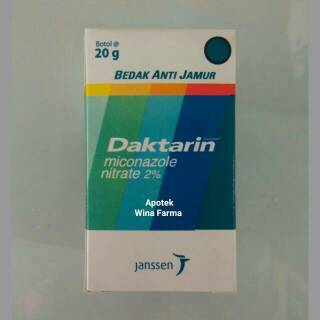 Botol @
20 g
BEDAK ANTI JAMUR
Daktarin
miconazole
nitrate 2%
Apotek
Wina Farma
janssen